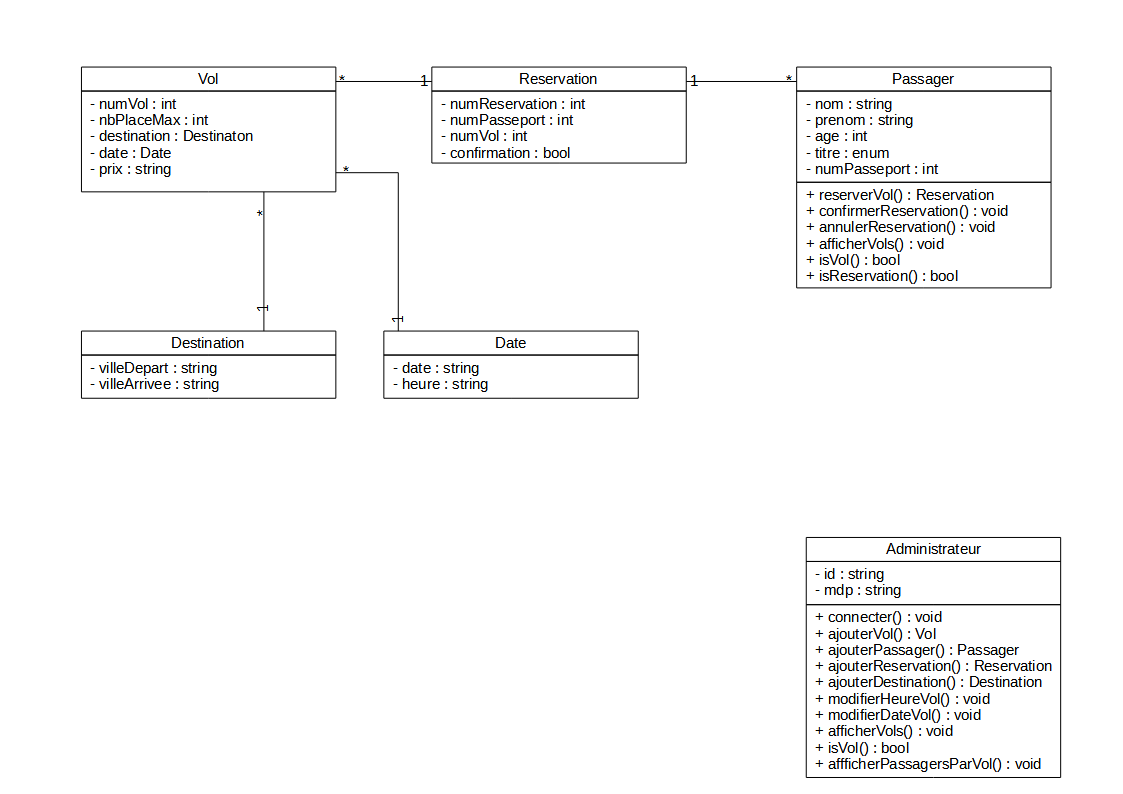 Vol
- numVol : int
- nbPlaceMax : int
- destination : Destinaton
- date : Date
- prix : string
* 1
Reservation
- numReservation : int
- numPasseport : int
- numVol : int
- confirmation : bool
1 *
Passager
- nom : string
- prenom : string
- age : int
- titre : enum
- numPasseport : int
+ reserverVol() : Reservation
+ confirmerReservation() : void
+ annulerReservation() : void
+ afficherVols() : void
+ isVol() : bool
+ isReservation() : bool
*
*
1
1
Destination
- villeDepart : string
- villeArrivee : string
Date
- date : string
- heure : string
Administrateur
- id : string
- mdp : string
+ connecter() : void
+ ajouterVol() : Vol
+ ajouterPassager() : Passager
+ ajouterReservation() : Reservation
+ ajouterDestination() : Destination
+ modifierHeureVol() : void
+ modifierDateVol() : void
+ afficherVols() : void
+ isVol() : bool
+ affficherPassagersParVol() : void